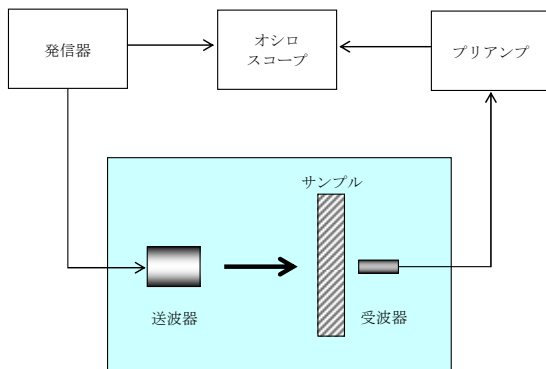 発信器
オシロ
スコープ
プリアンプ
サンプル
送波器
受波器